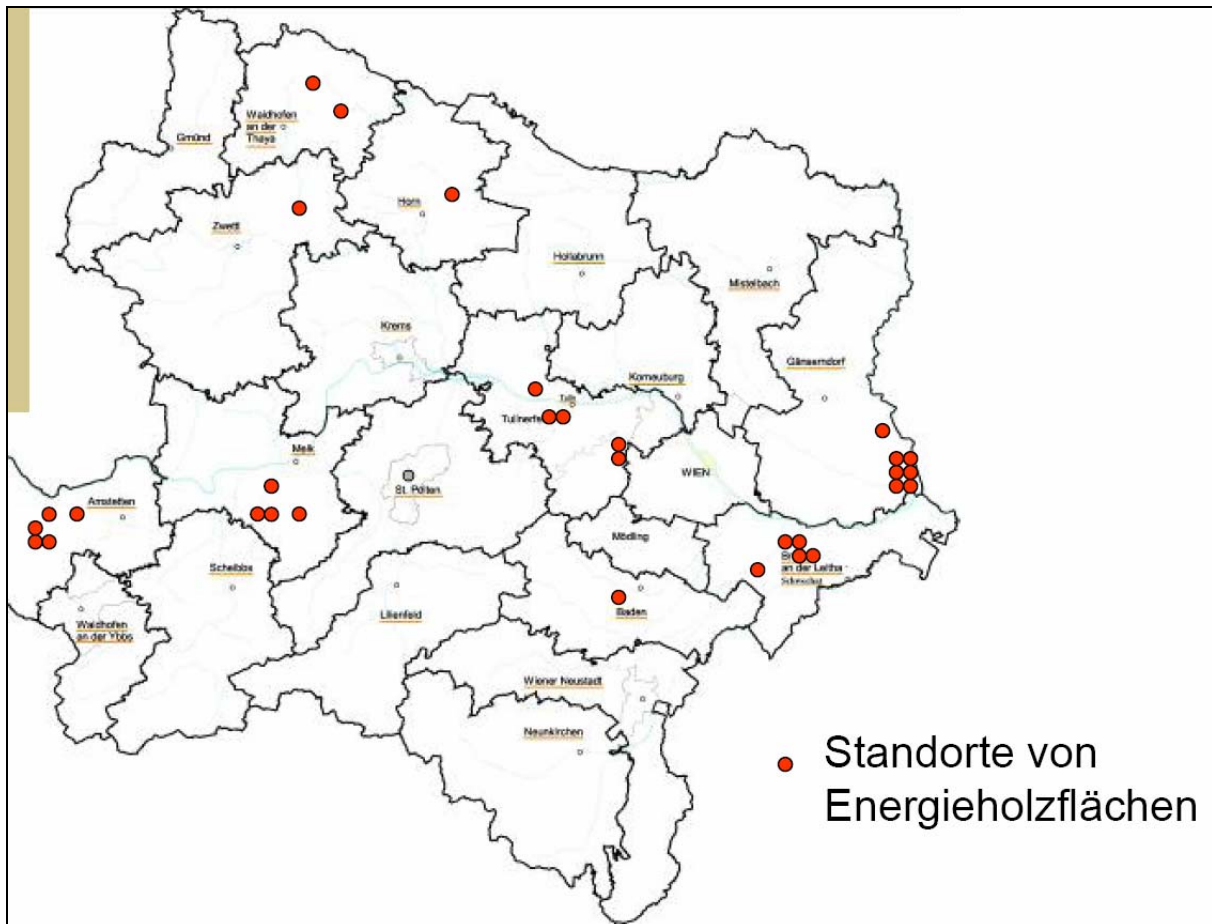 Waidhofen
an der
Thaya
Gmünd
Horn
Zwettl
Hollabrunn
Mistelbach
Krems
Gänserndorf
Korneuburg
Tulln
Melk
WIEN
St. Pölten
Amstetten
Mödling
an der Leitha
Schwechat
Scheibbs
Lilienfeld
Baden
Waidhofen
an der Ybbs
Wiener Neustadt
Neunkirchen
Standorte von
Energieholzflächen